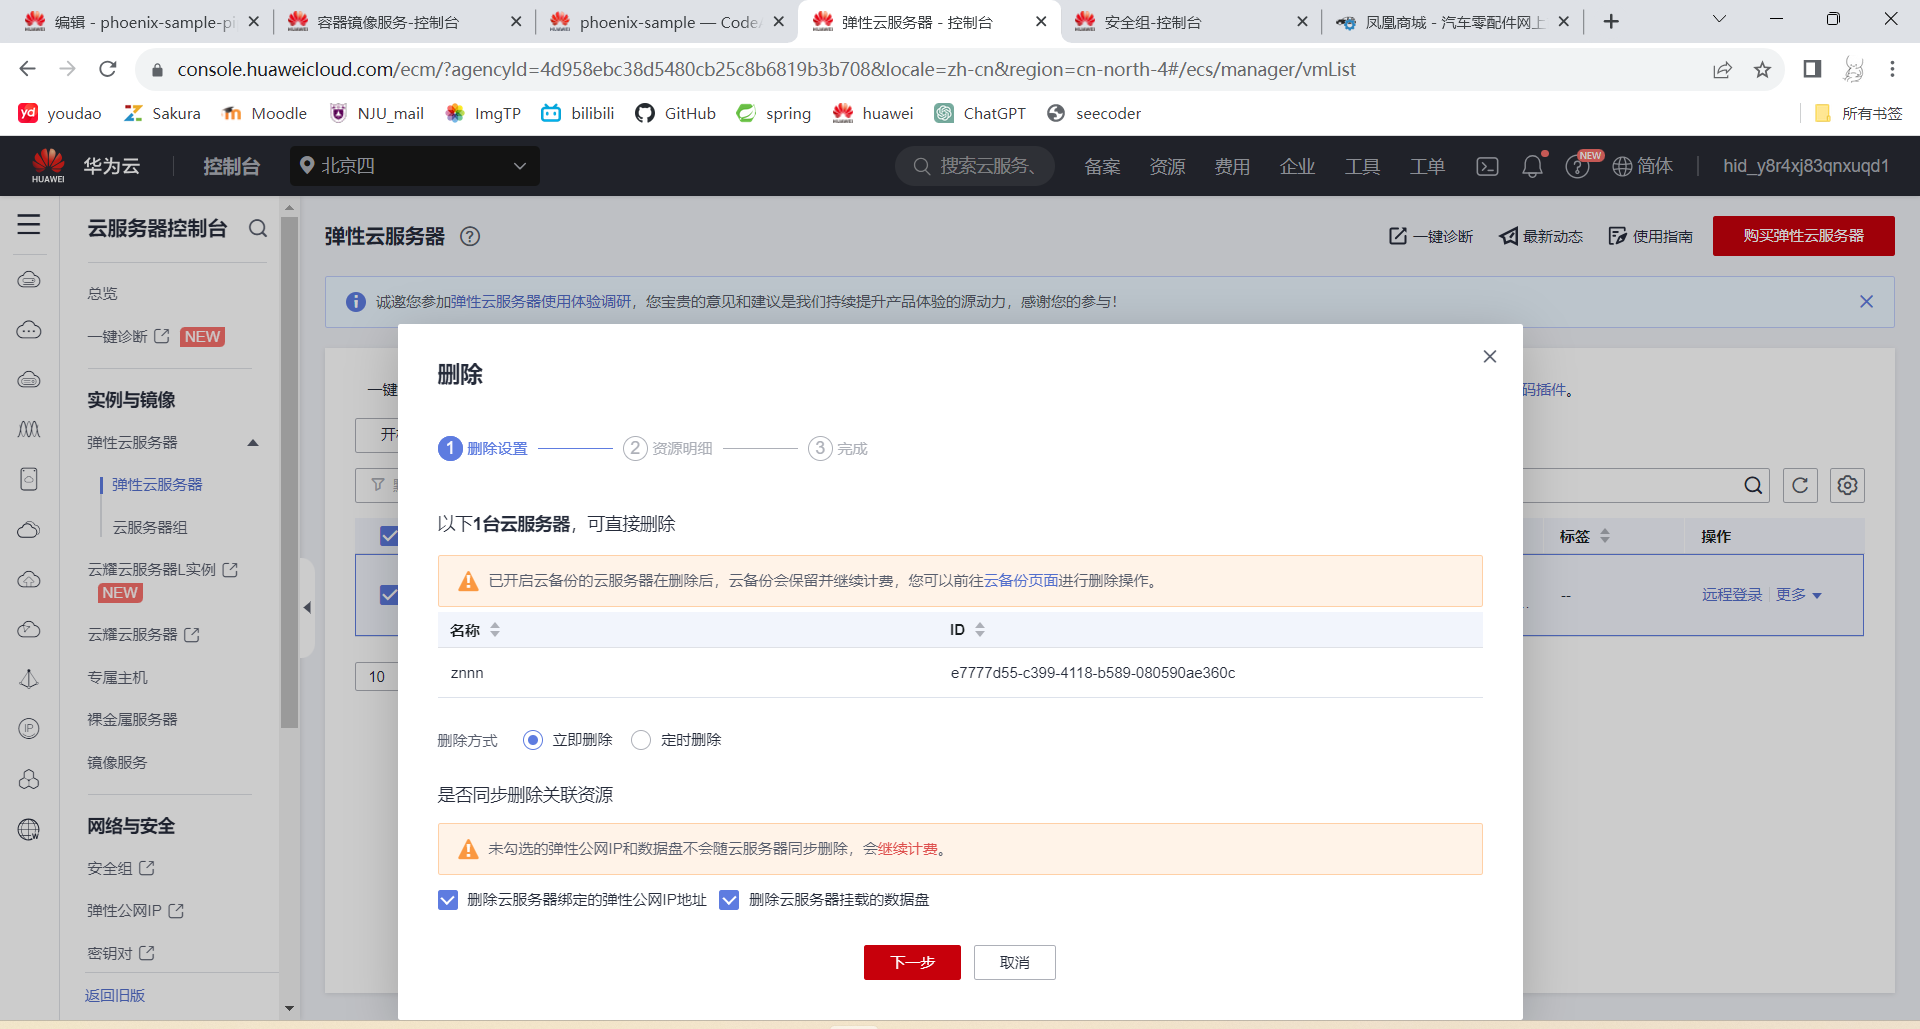 编辑 - phoenix-sample-pi
容器镜像服务-控制台
phoenix-sample — CodeA
弹性云服务器 - 控制台
安全组-控制台
凤凰商城 - 汽车零配件网上
console.huaweicloud.com/ecm/?agencyId=4d958ebc38d5480cb25c8b6819b3b708&locale=zh-cn&region=cn-north-4#/ecs/manager/vmList
yd youdao
Sakura
Moodle
NJU_mail
ImgTP
bilibili
GitHub
spring
huawei
ChatGPT
seecoder
所有书签
HUAWEI
华为云
控制台
北京四
搜索云服务、
备案
资源
费用
企业
工具
工单
NEW
简体
hid_y8r4xj83qnxuqd1
云服务器控制台
总览
一键诊断 NEW
实例与镜像
弹性云服务器
弹性云服务器
云服务器组
云耀云服务器L实例
NEW
云耀云服务器
专属主机
裸金属服务器
镜像服务
网络与安全
安全组
弹性公网IP
密钥对
返回旧版
IP
弹性云服务器
一键诊断
最新动态
使用指南
购买弹性云服务器
诚邀您参加弹性云服务器使用体验调研，您宝贵的意见和建议是我们持续提升产品体验的源动力，感谢您的参与！
一键
码插件。
标签
操作
--
远程登录 更多
10
删除
1 删除设置
2 资源明细
3 完成
以下1台云服务器，可直接删除
已开启云备份的云服务器在删除后，云备份会保留并继续计费，您可以前往云备份页面进行删除操作。
名称 ID
znnn e7777d55-c399-4118-b589-080590ae360c
删除方式 立即删除 定时删除
是否同步删除关联资源
未勾选的弹性公网IP和数据盘不会随云服务器同步删除，会继续计费。
删除云服务器绑定的弹性公网IP地址 删除云服务器挂载的数据盘
下一步 取消